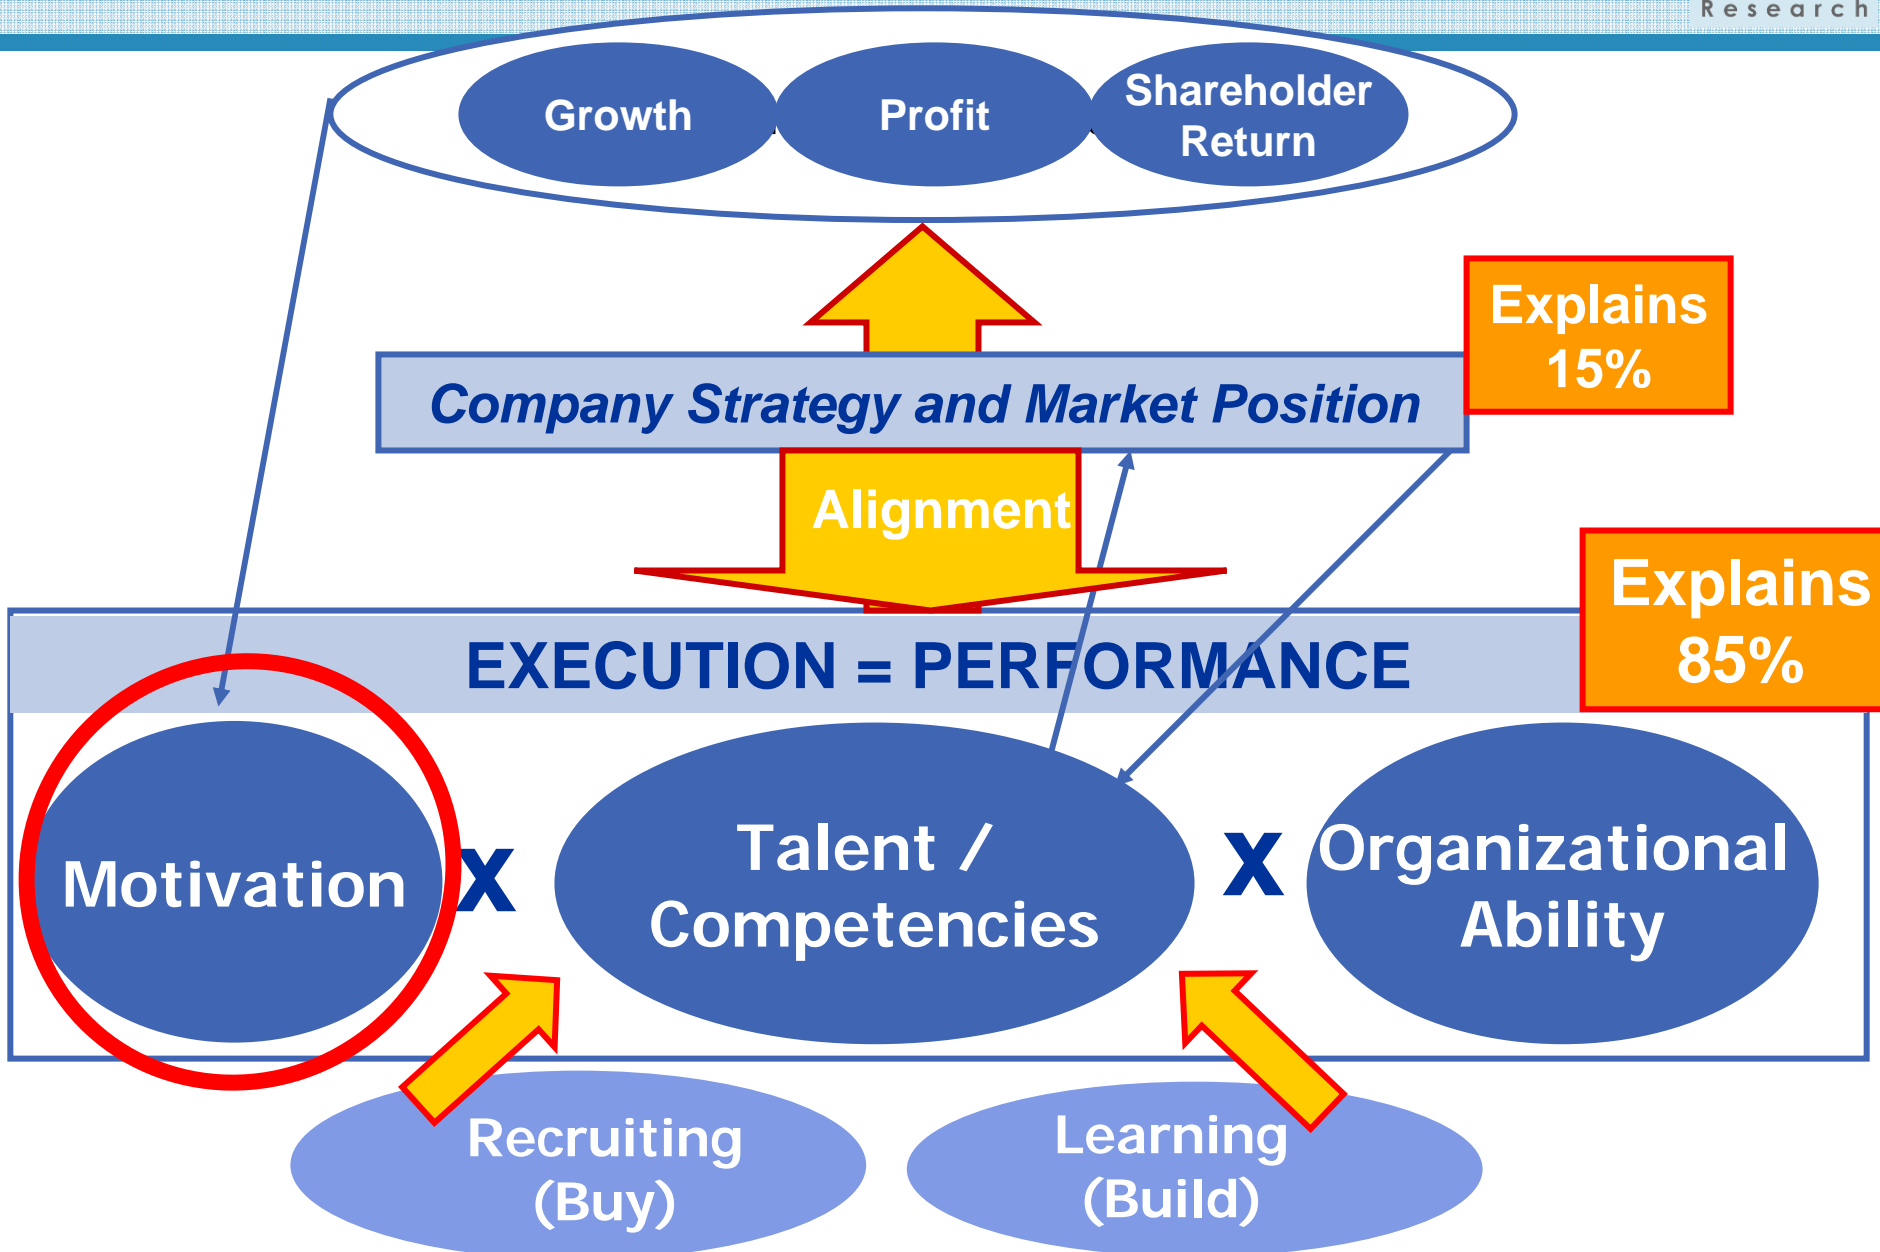 Research
Growth
Profit
Shareholder
Return
Explains
15%
Company Strategy and Market Position
Alignment
Explains
85%
EXECUTION = PERFORMANCE
Motivation
x
Talent /
Competencies
x
Organizational
Ability
Recruiting
(Buy)
Learning
(Build)